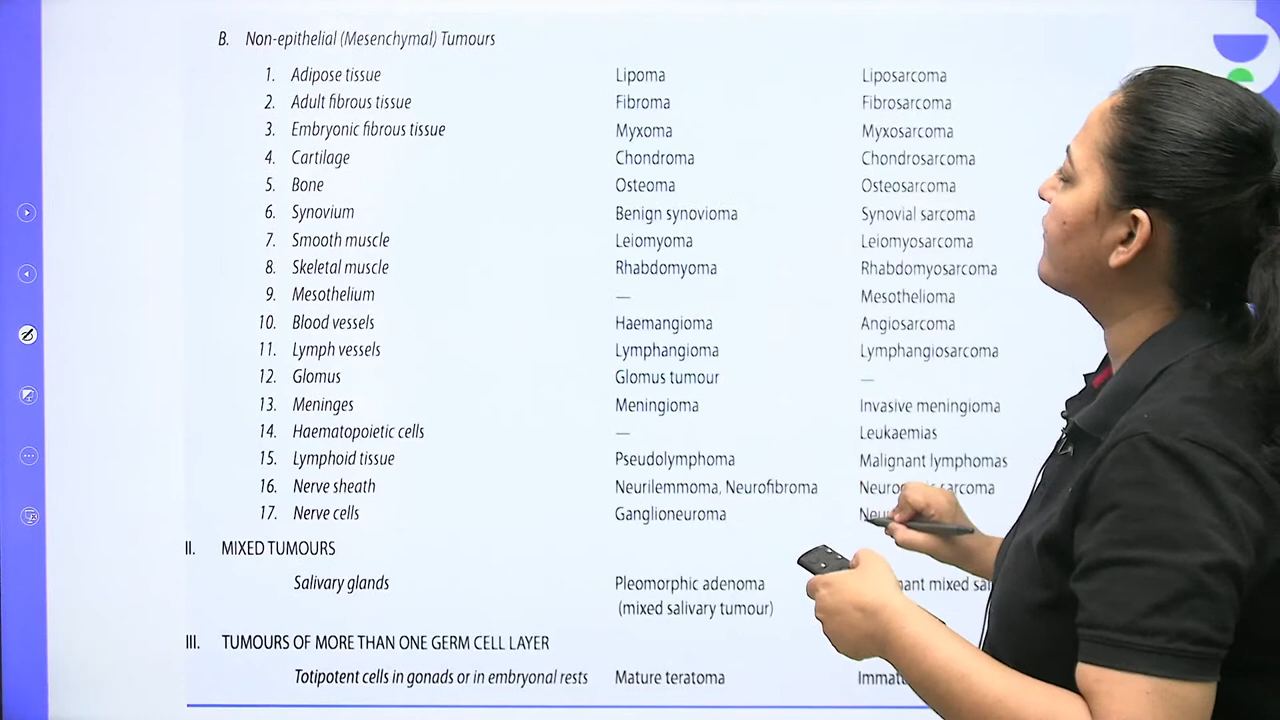 B. Non-epithelial (Mesenchymal) Tumours
1. Adipose tissue Lipoma Liposarcoma
2. Adult fibrous tissue Fibroma Fibrosarcoma
3. Embryonic fibrous tissue Myxoma Myxosarcoma
4. Cartilage Chondroma Chondrosarcoma
5. Bone Osteoma Osteosarcoma
6. Synovium Benign synovioma Synovial sarcoma
7. Smooth muscle Leiomyoma Leiomyosarcoma
8. Skeletal muscle Rhabdomyoma Rhabdomyosarcoma
9. Mesothelium — Mesothelioma
10. Blood vessels Haemangioma Angiosarcoma
11. Lymph vessels Lymphangioma Lymphangiosarcoma
12. Glomus Glomus tumour —
13. Meninges Meningioma Invasive meningioma
14. Haematopoietic cells — Leukaemias
15. Lymphoid tissue Pseudolymphoma Malignant lymphomas
16. Nerve sheath Neurilemmoma, Neurofibroma sarcoma
17. Nerve cells Ganglioneuroma
II. MIXED TUMOURS
Salivary glands Pleomorphic adenoma mixed
(mixed salivary tumour)
III. TUMOURS OF MORE THAN ONE GERM CELL LAYER
Totipotent cells in gonads or in embryonal rests Mature teratoma